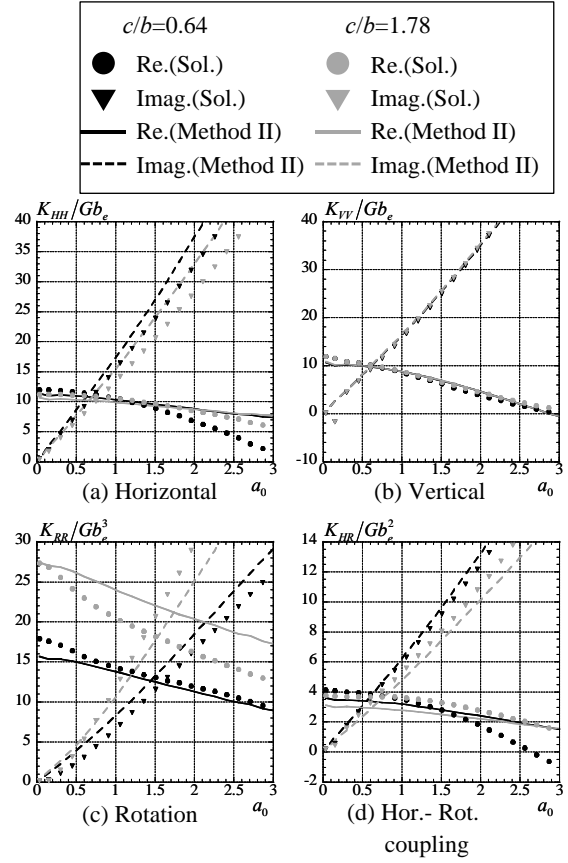 c/b=0.64 c/b=1.78
Re.(Sol.) Re.(Sol.)
Imag.(Sol.) Imag.(Sol.)
Re.(Method II) Re.(Method II)
Imag.(Method II) Imag.(Method II)
K_HH/Gb_e K_VV/Gb_e
40 40
35
30 30
25
20 20
15
10 10
5 0
0 -10
0 0.5 1 1.5 2 2.5 3 0 0.5 1 1.5 2 2.5 3
(a) Horizontal a_0 (b) Vertical a_0
K_RR/Gb_e^3 K_HR/Gb_e^2
30 14
25 12
10
20 8
15 6
4
10 2
5 0
0 -2
0 0.5 1 1.5 2 2.5 3 0 0.5 1 1.5 2 2.5 3
(c) Rotation a_0 (d) Hor.- Rot. a_0
coupling